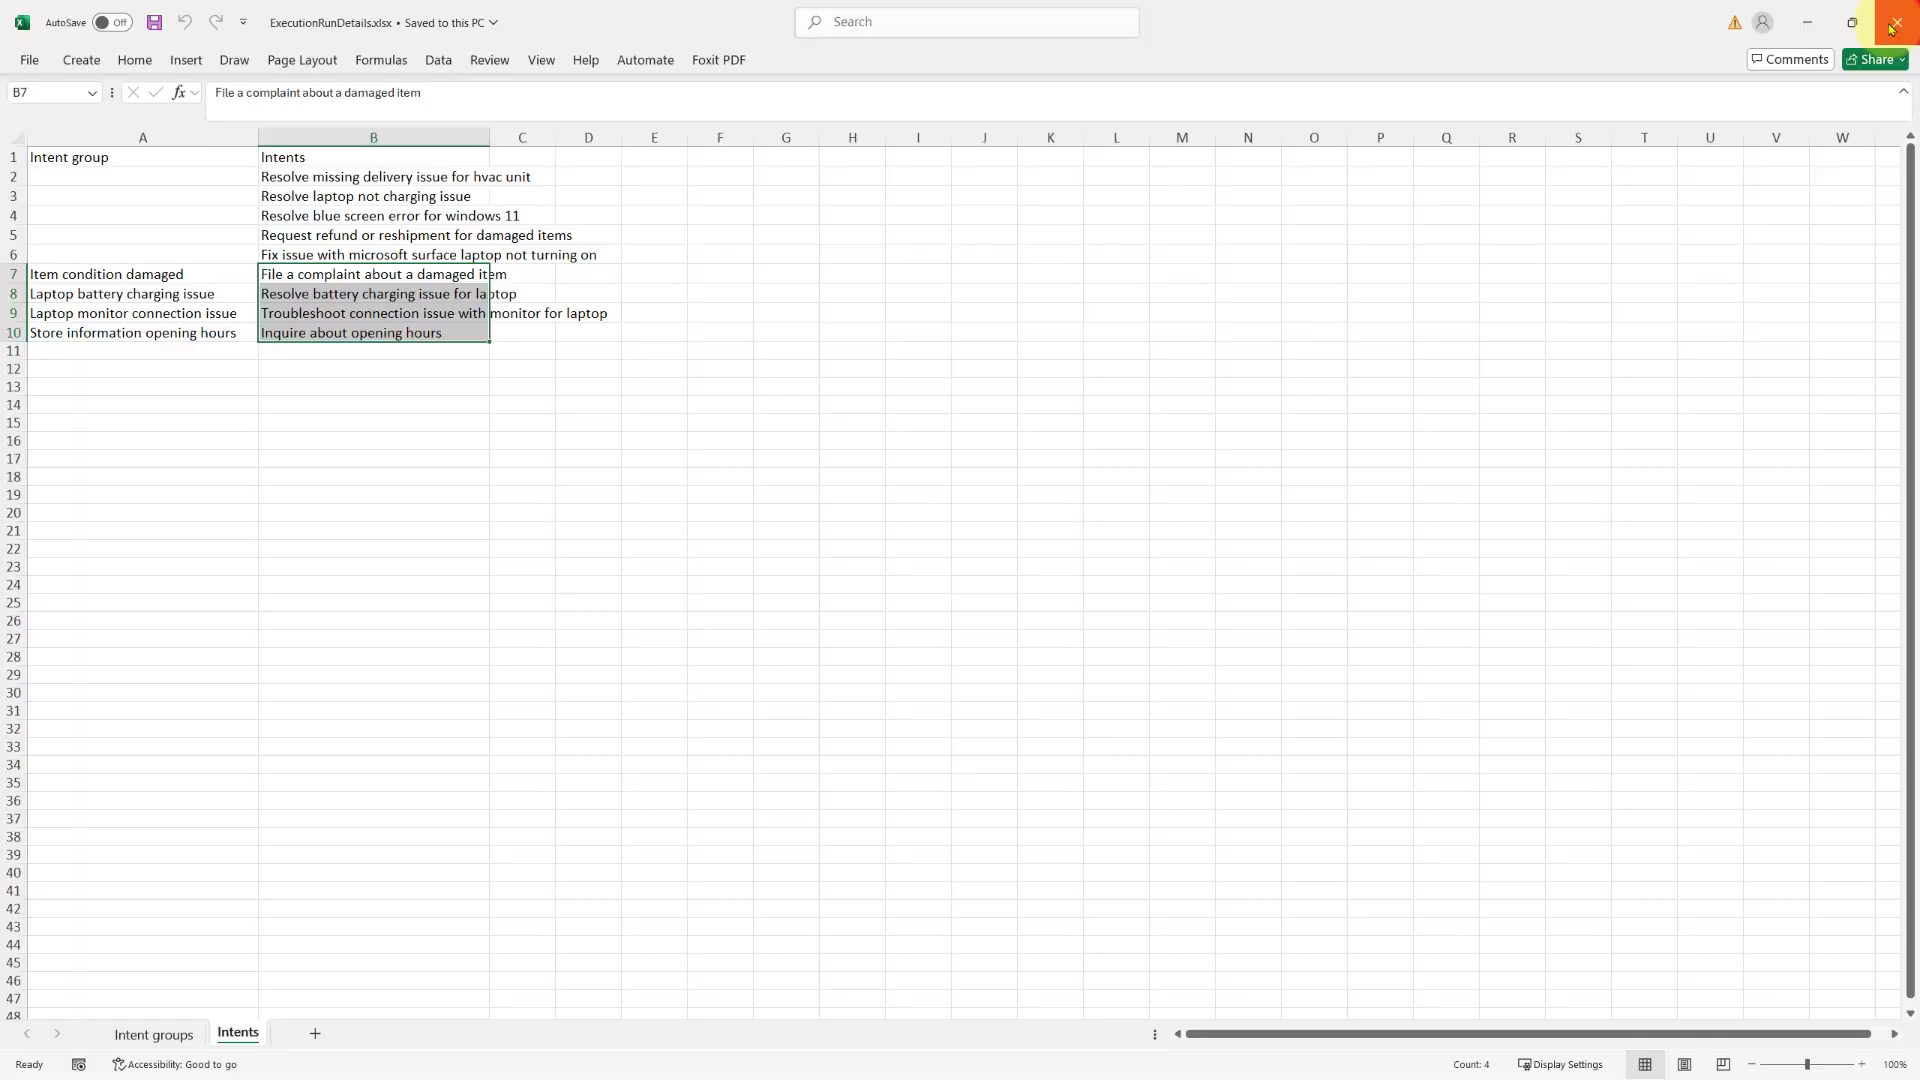 AutoSave Off ExecutionRunDetails.xlsx • Saved to this PC Search
File Create Home Insert Draw Page Layout Formulas Data Review View Help Automate Foxit PDF Comments Share
B7 fx File a complaint about a damaged item
A B C D E F G H I J K L M N O P Q R S T U V W
1 Intent group Intents
2 Resolve missing delivery issue for hvac unit
3 Resolve laptop not charging issue
4 Resolve blue screen error for windows 11
5 Request refund or reshipment for damaged items
6 Fix issue with microsoft surface laptop not turning on
7 Item condition damaged File a complaint about a damaged item
8 Laptop battery charging issue Resolve battery charging issue for laptop
9 Laptop monitor connection issue Troubleshoot connection issue with monitor for laptop
10 Store information opening hours Inquire about opening hours
11
12
13
14
15
16
17
18
19
20
21
22
23
24
25
26
27
28
29
30
31
32
33
34
35
36
37
38
39
40
41
42
43
44
45
46
47
48
Intent groups Intents
Ready Accessibility: Good to go Count: 4 Display Settings 100%